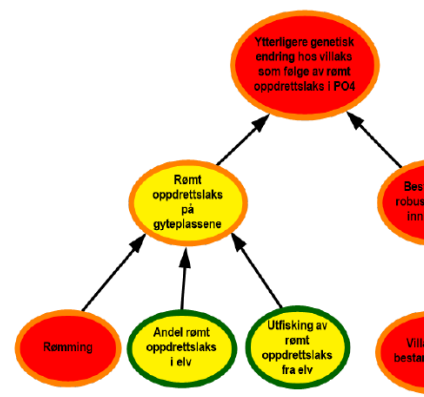 Ytterligere genetisk
endring hos villaks
som følge av rømt
oppdrettslaks i PO4
Rømt
oppdrettslaks
på
gyteplassene
Rømming
Andel rømt
oppdrettslaks
i elv
Utfisking av
rømt
oppdrettslaks
fra elv